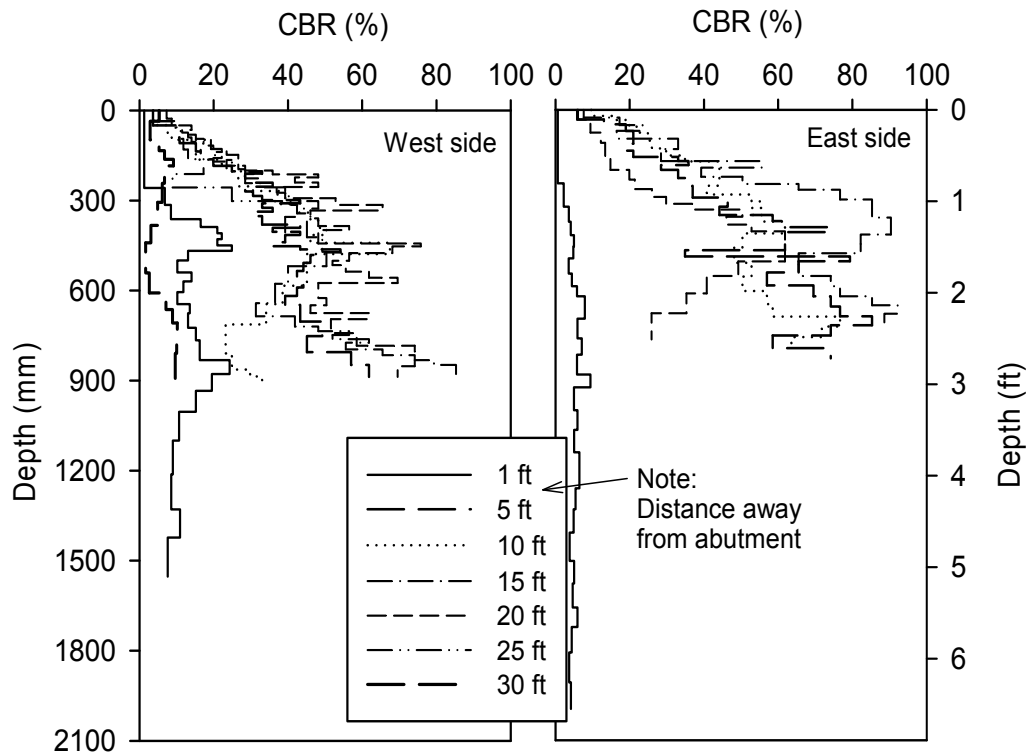 CBR (%)
CBR (%)
0 20 40 60 80 100
0 20 40 60 80 100
West side
East side
Depth (mm)
0
300
600
900
1200
1500
1800
2100
Depth (ft)
0
1
2
3
4
5
6
1 ft
5 ft
10 ft
15 ft
20 ft
25 ft
30 ft
Note:
Distance away
from abutment